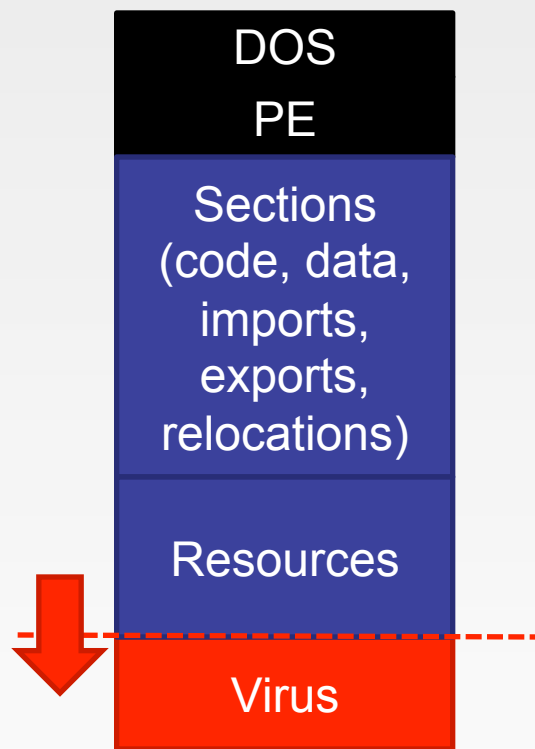 DOS
PE
Sections
(code, data,
imports,
exports,
relocations)
Resources
Virus